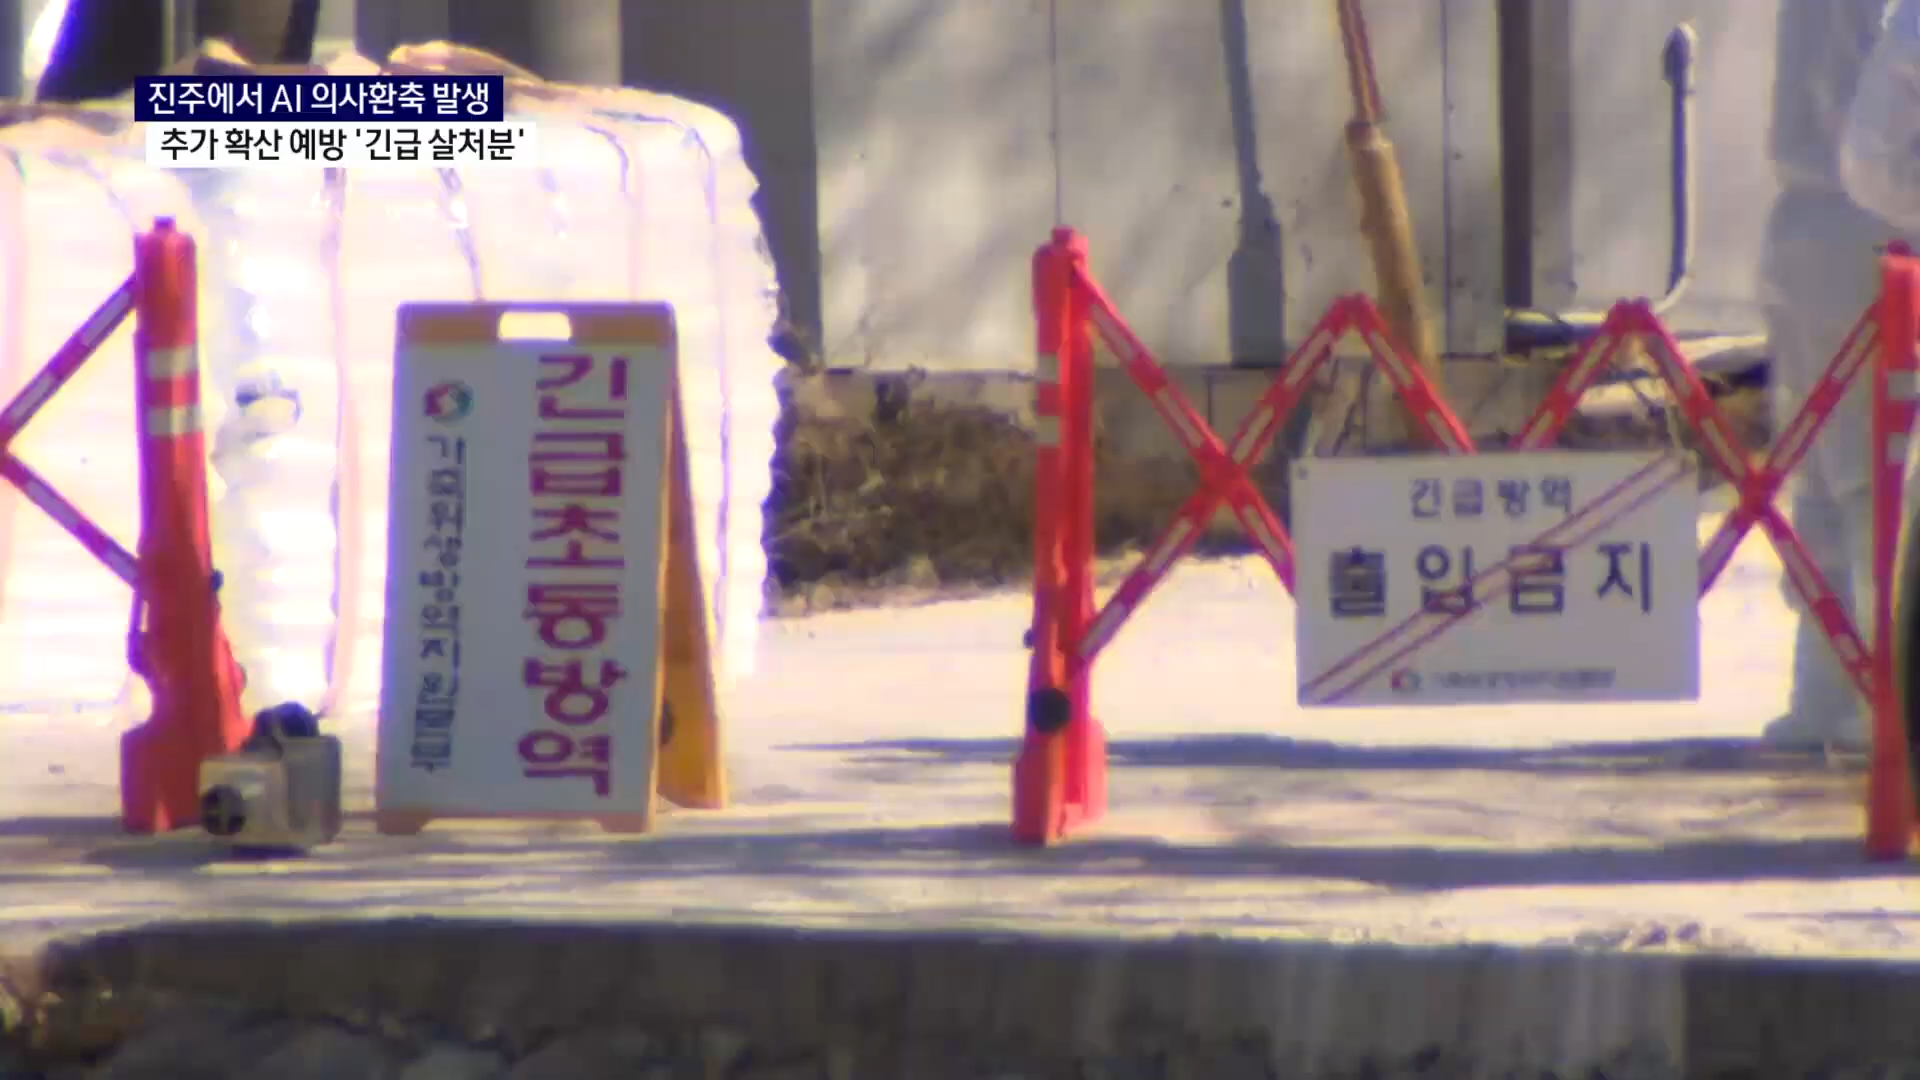 진주에서 AI 의사환축 발생
추가 확산 예방 '긴급 살처분'
긴급초동방역
가축위생방역지원본부
긴급방역
출입금지